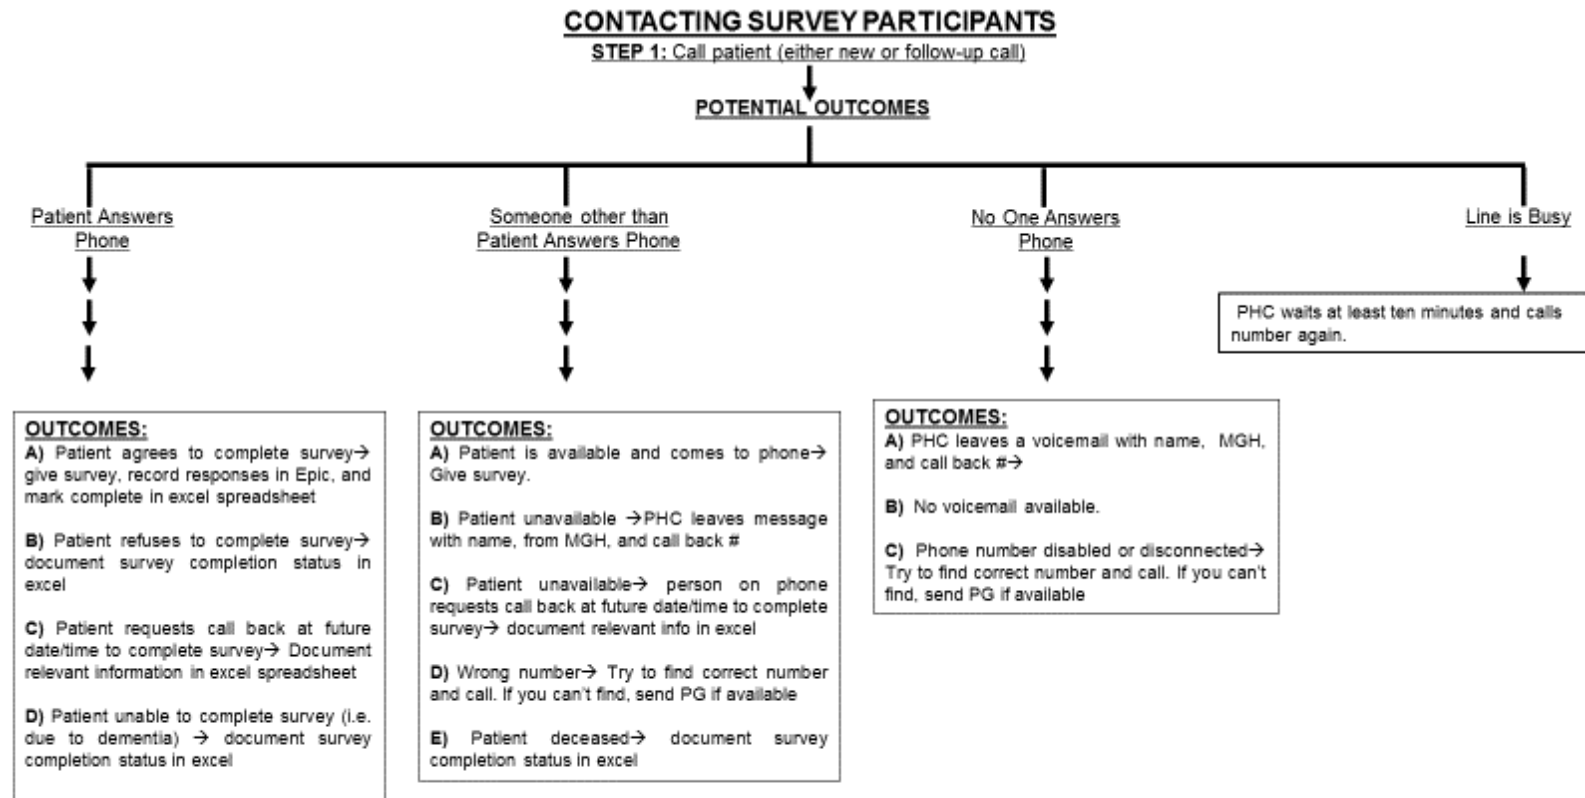 CONTACTING SURVEY PARTICIPANTS
STEP 1: Call patient (either new or follow-up call)
POTENTIAL OUTCOMES
Patient Answers
Phone
Someone other than
Patient Answers Phone
No One Answers
Phone
Line is Busy
PHC waits at least ten minutes and calls
number again.
OUTCOMES:
A) Patient agrees to complete survey→
give survey, record responses in Epic, and
mark complete in excel spreadsheet
B) Patient refuses to complete survey→
document survey completion status in
excel
C) Patient requests call back at future
date/time to complete survey→ Document
relevant information in excel spreadsheet
D) Patient unable to complete survey (i.e.
due to dementia) → document survey
completion status in excel
OUTCOMES:
A) Patient is available and comes to phone→
Give survey.
B) Patient unavailable →PHC leaves message
with name, from MGH, and call back #
C) Patient unavailable→ person on phone
requests call back at future date/time to complete
survey→ document relevant info in excel
D) Wrong number→ Try to find correct number
and call. If you can't find, send PG if available
E) Patient deceased→ document survey
completion status in excel
OUTCOMES:
A) PHC leaves a voicemail with name, MGH,
and call back #→
B) No voicemail available.
C) Phone number disabled or disconnected→
Try to find correct number and call. If you can't
find, send PG if available